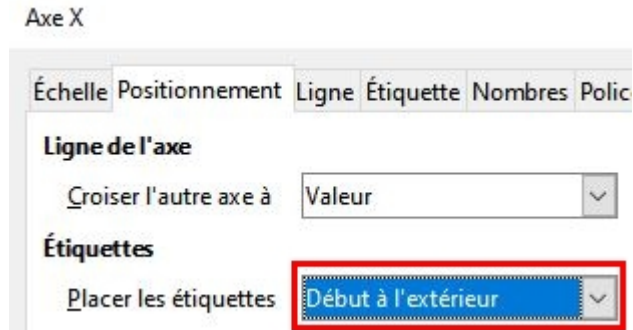 Axe X
Échelle Positionnement Ligne Étiquette Nombres Polic
Ligne de l'axe
Croiser l'autre axe à Valeur
Étiquettes
Placer les étiquettes Début à l'extérieur